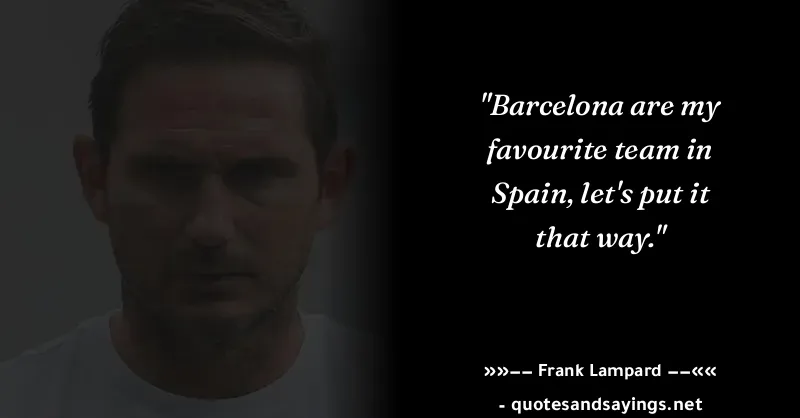 "Barcelona are my
favourite team in
Spain, let's put it
that way."
»»−− Frank Lampard −−««
- quotesandsayings.net